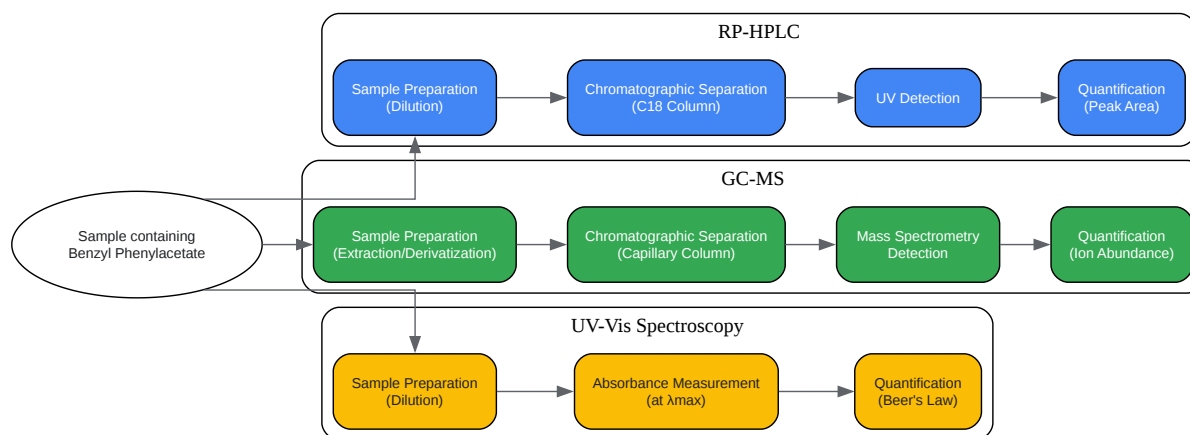 RP-HPLC
Sample Preparation
(Dilution)
Chromatographic Separation
(C18 Column)
UV Detection
Quantification
(Peak Area)
GC-MS
Sample containing
Benzyl Phenylacetate
Sample Preparation
(Extraction/Derivatization)
Chromatographic Separation
(Capillary Column)
Mass Spectrometry
Detection
Quantification
(Ion Abundance)
UV-Vis Spectroscopy
Sample Preparation
(Dilution)
Absorbance Measurement
(at λmax)
Quantification
(Beer's Law)